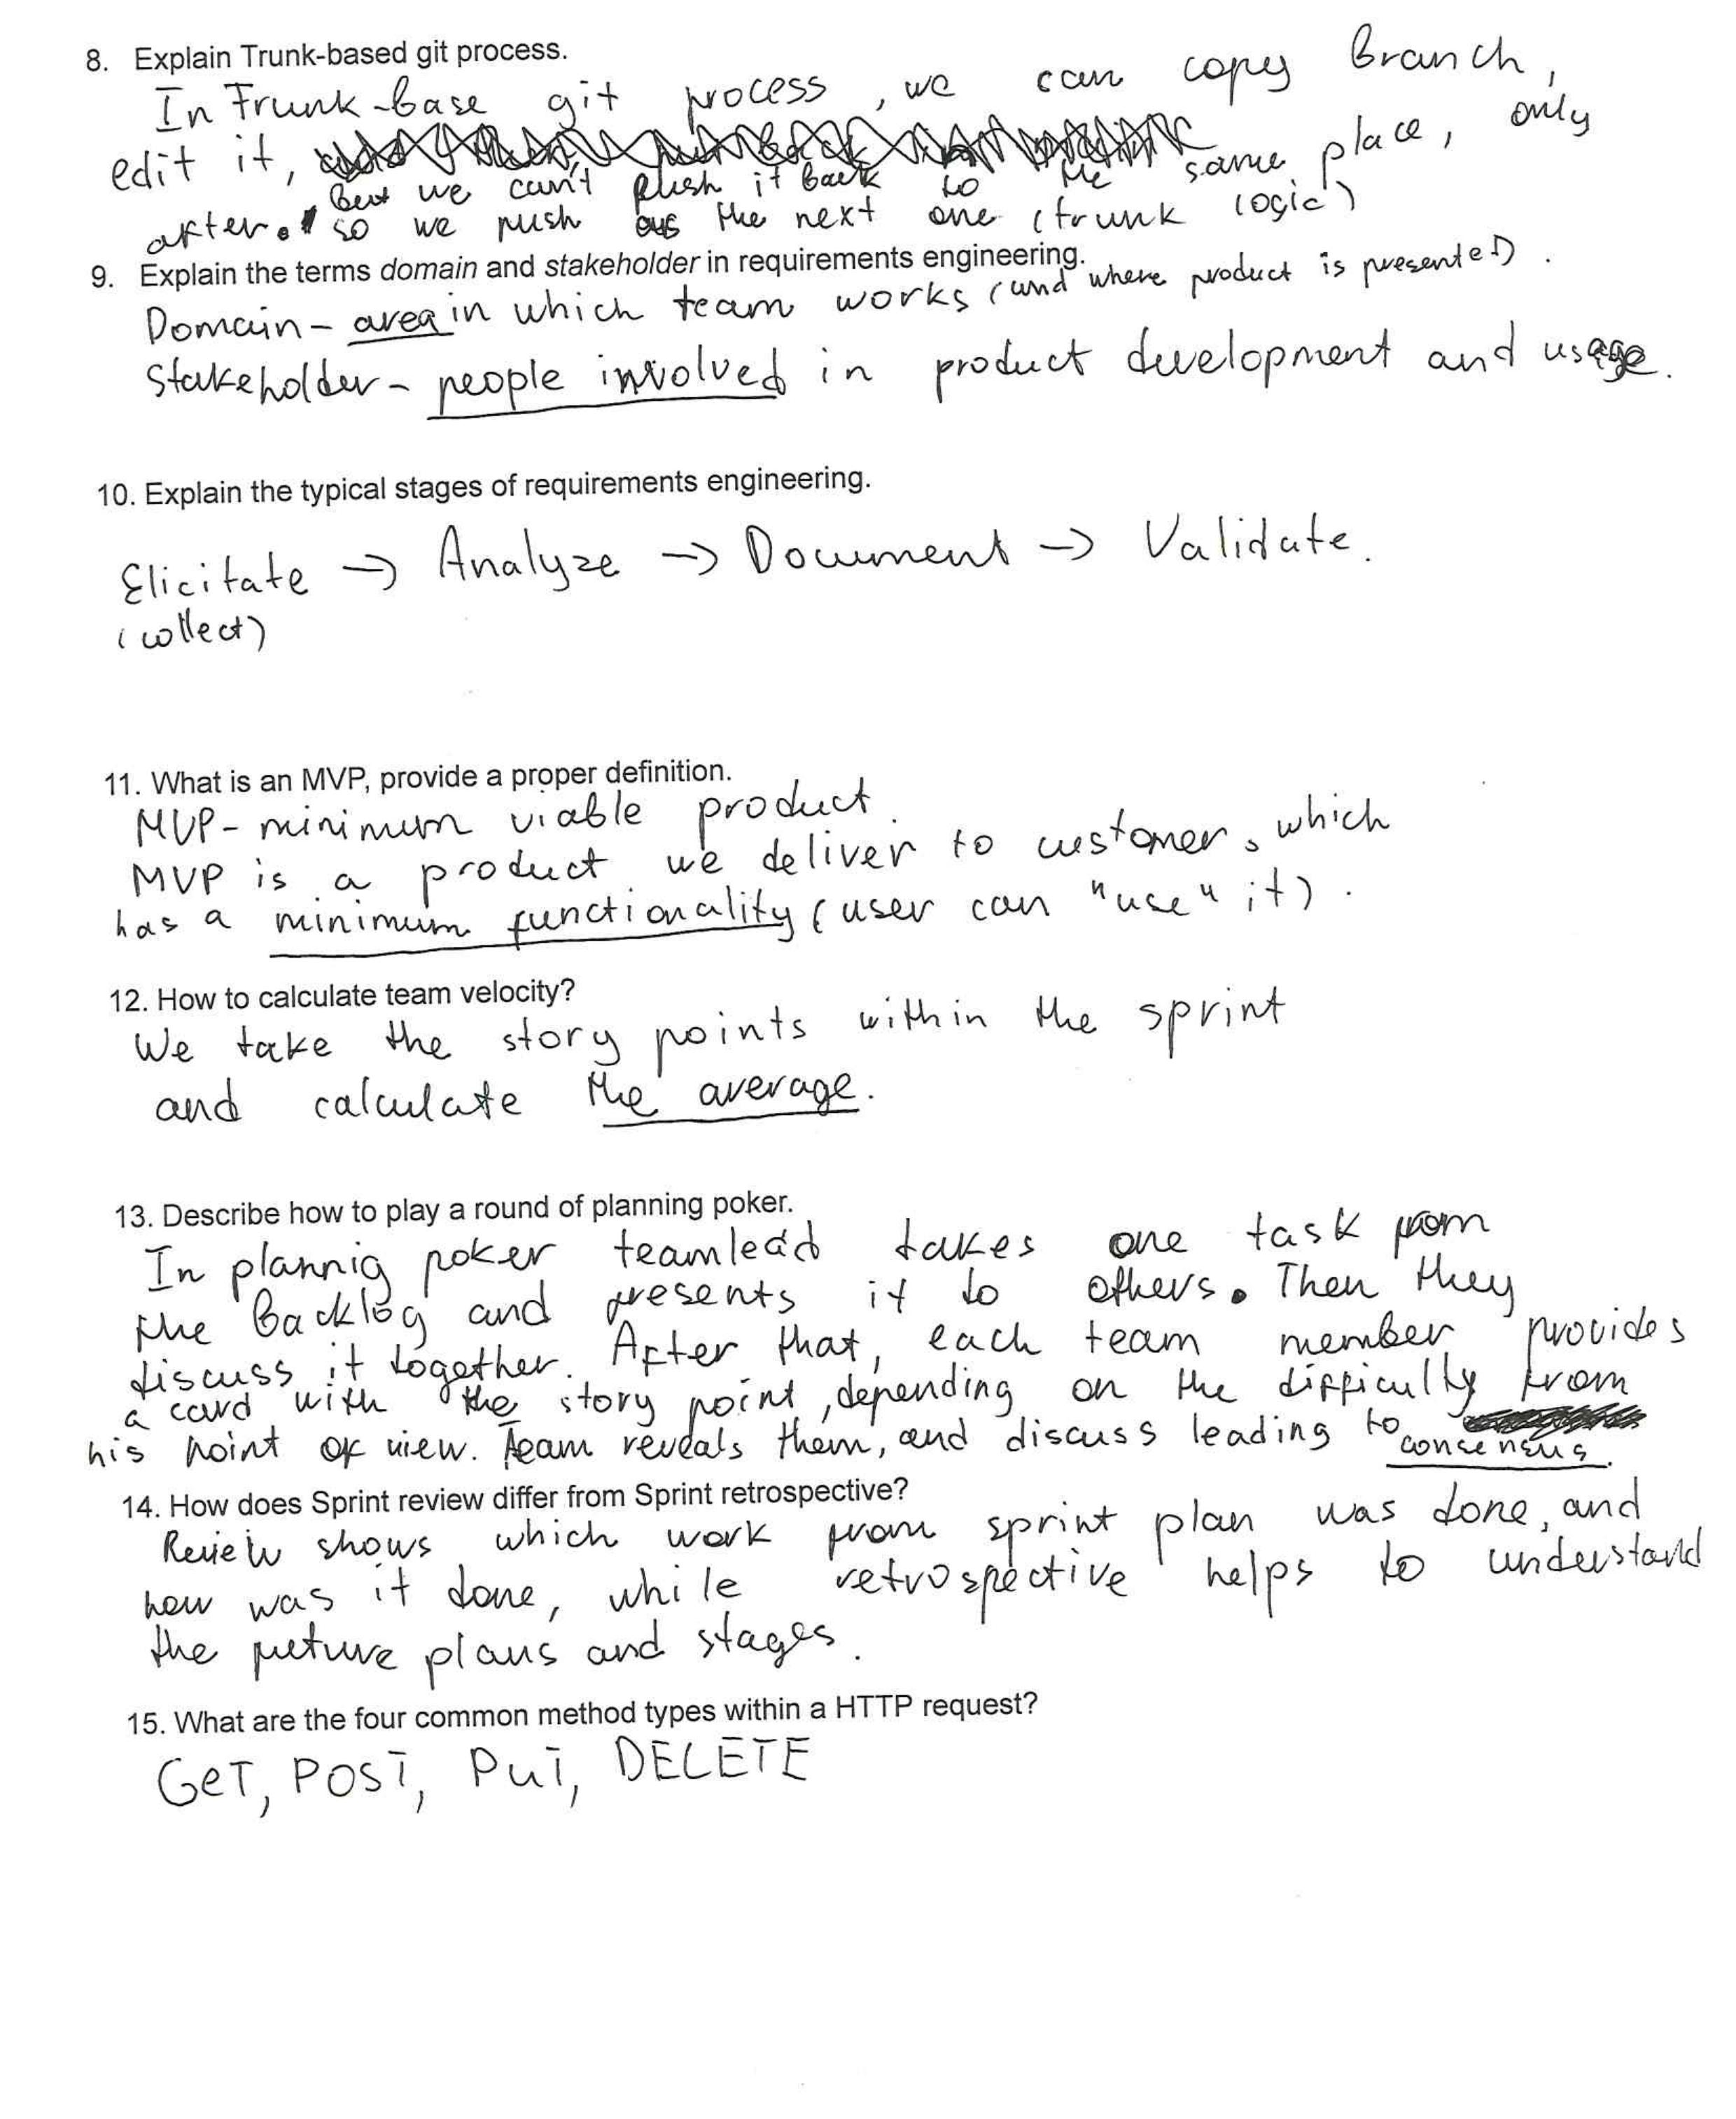 8. Explain Trunk-based git process.
In Trunk-base git process, we can copy branch,
edit it, but we can't push it back to the same place, only
after. so we push as the next one (trunk logic)
9. Explain the terms domain and stakeholder in requirements engineering.
Domain - area in which team works (and where product is presented).
Stakeholder - people involved in product development and usage.
10. Explain the typical stages of requirements engineering.
Elicitate → Analyze → Document → Validate.
(collect)
11. What is an MVP, provide a proper definition.
MVP - minimum viable product.
MVP is a product we deliver to customer, which
has a minimum functionality (user can "use" it).
12. How to calculate team velocity?
We take the story points within the sprint
and calculate the average.
13. Describe how to play a round of planning poker.
In plannig poker teamlead takes one task from
the backlog and presents it to others. Then they
discuss it together. After that, each team member provides
a card with the story point, depending on the difficulty from
his point of view. Team reveals them, and discuss leading to consensus.
14. How does Sprint review differ from Sprint retrospective?
Review shows which work from sprint plan was done, and
how was it done, while retrospective helps to understand
the future plans and stages.
15. What are the four common method types within a HTTP request?
GeT, POST, PuT, DELETE